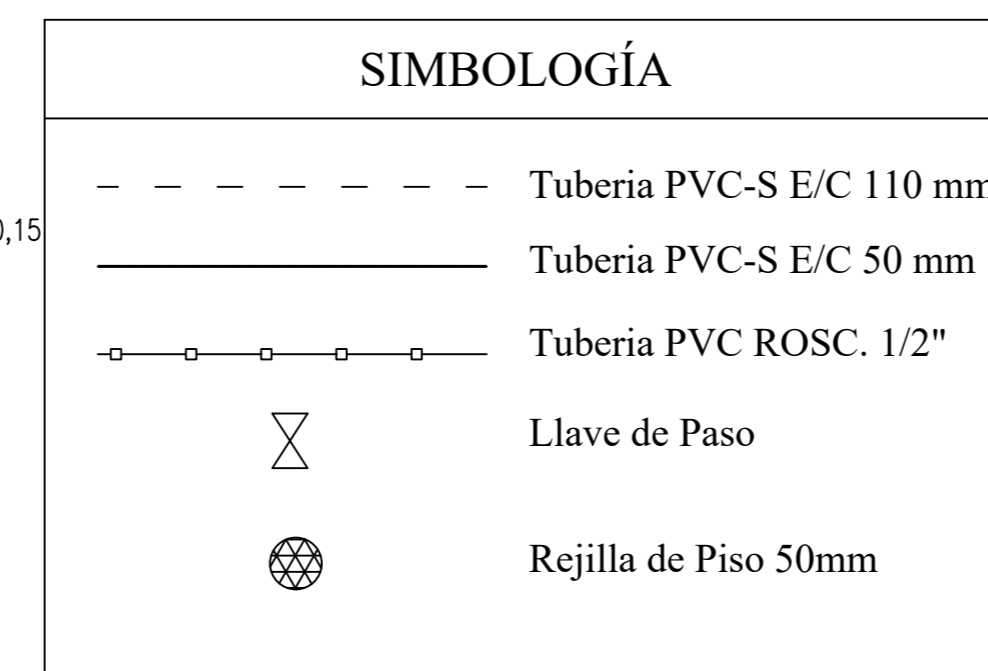 SIMBOLOGÍA
Tuberia PVC-S E/C 110 mm
0,15
Tuberia PVC-S E/C 50 mm
Tuberia PVC ROSC. 1/2"
Llave de Paso
Rejilla de Piso 50mm